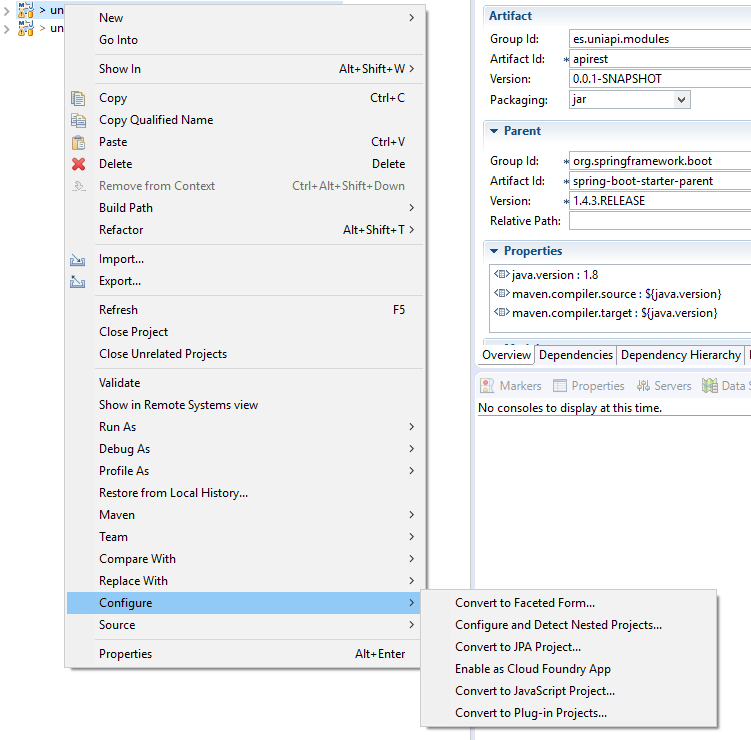 > un
> un
New
Go Into
Show In Alt+Shift+W
Copy Ctrl+C
Copy Qualified Name
Paste Ctrl+V
Delete Delete
Remove from Context Ctrl+Alt+Shift+Down
Build Path
Refactor Alt+Shift+T
Import...
Export...
Refresh F5
Close Project
Close Unrelated Projects
Validate
Show in Remote Systems view
Run As
Debug As
Profile As
Restore from Local History...
Maven
Team
Compare With
Replace With
Configure
Source
Properties Alt+Enter
Convert to Faceted Form...
Configure and Detect Nested Projects...
Convert to JPA Project...
Enable as Cloud Foundry App
Convert to JavaScript Project...
Convert to Plug-in Projects...
Artifact
Group Id: es.uniapi.modules
Artifact Id: * apirest
Version: 0.0.1-SNAPSHOT
Packaging: jar
Parent
Group Id: * org.springframework.boot
Artifact Id: * spring-boot-starter-parent
Version: * 1.4.3.RELEASE
Relative Path:
Properties
java.version : 1.8
maven.compiler.source : ${java.version}
maven.compiler.target : ${java.version}
Overview Dependencies Dependency Hierarchy
Markers Properties Servers Data S
No consoles to display at this time.